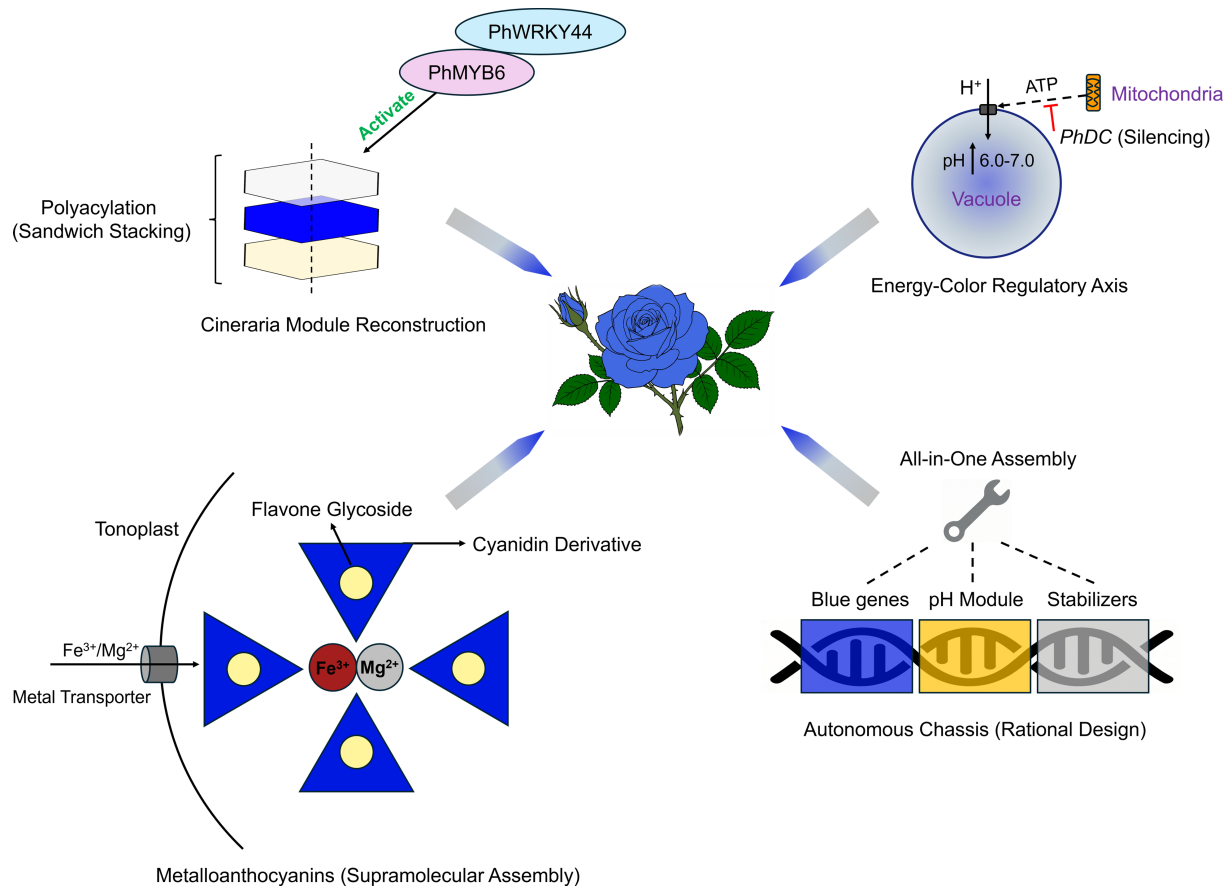 PhWRKY44
PhMYB6
Activate
Polyacylation
(Sandwich Stacking)
Cineraria Module Reconstruction
H⁺
ATP
Mitochondria
PhDC (Silencing)
pH 6.0-7.0
Vacuole
Energy-Color Regulatory Axis
Tonoplast
Flavone Glycoside
Cyanidin Derivative
Fe³⁺/Mg²⁺
Metal Transporter
Fe³⁺
Mg²⁺
Metalloanthocyanins (Supramolecular Assembly)
All-in-One Assembly
Blue genes
pH Module
Stabilizers
Autonomous Chassis (Rational Design)